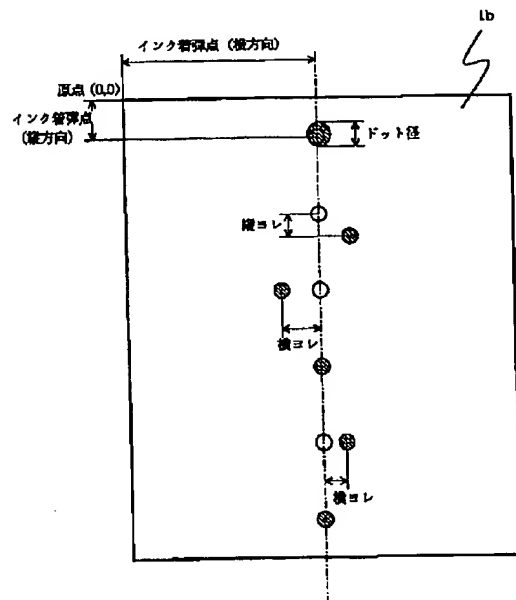 1b
インク着弾点（横方向）
原点 (0,0)
インク着弾点
（縦方向）
ドット径
縦ヨレ
横ヨレ
横ヨレ